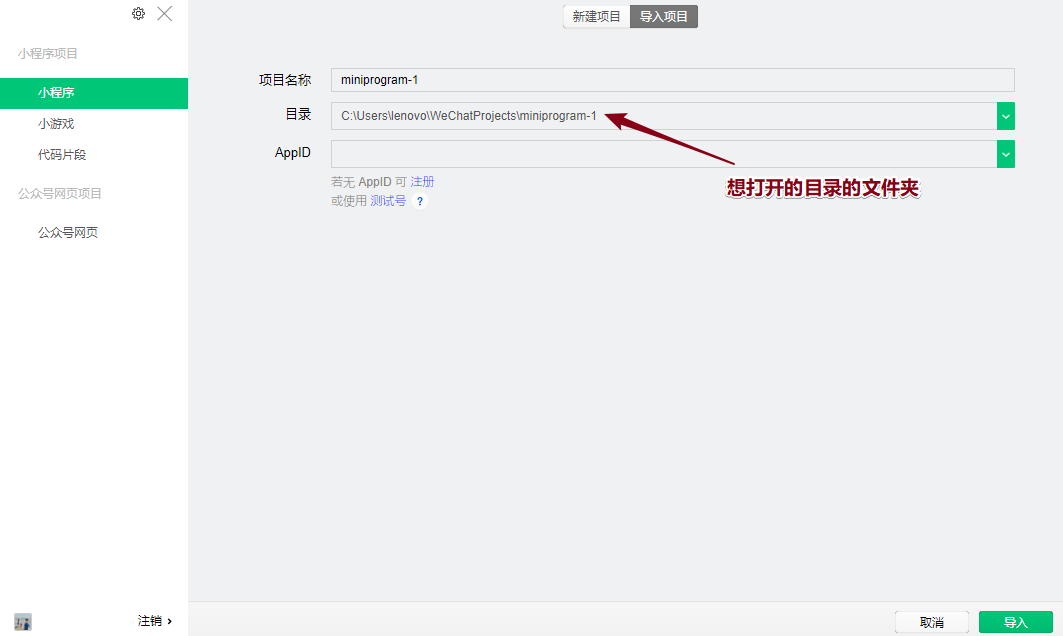 新建项目 导入项目
小程序项目
小程序
小游戏
代码片段
公众号网页项目
公众号网页
注销 ›
项目名称 miniprogram-1
目录 C:\Users\lenovo\WeChatProjects\miniprogram-1
AppID
若无 AppID 可 注册
或使用 测试号 ?
想打开的目录的文件夹
取消 导入